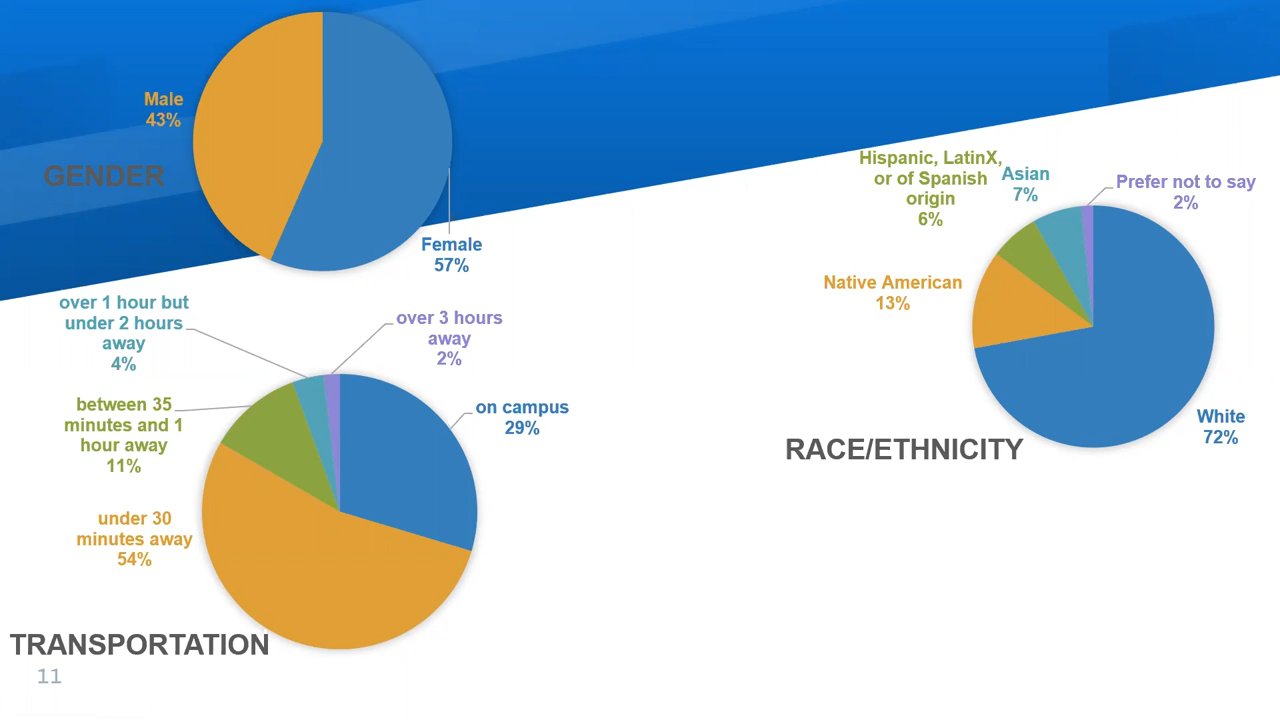 Male
43%
GENDER
Female
57%
over 1 hour but
under 2 hours
away
4%
over 3 hours
away
2%
between 35
minutes and 1
hour away
11%
on campus
29%
under 30
minutes away
54%
TRANSPORTATION
11
Hispanic, LatinX,
or of Spanish
origin
6%
Asian
7%
Prefer not to say
2%
Native American
13%
White
72%
RACE/ETHNICITY